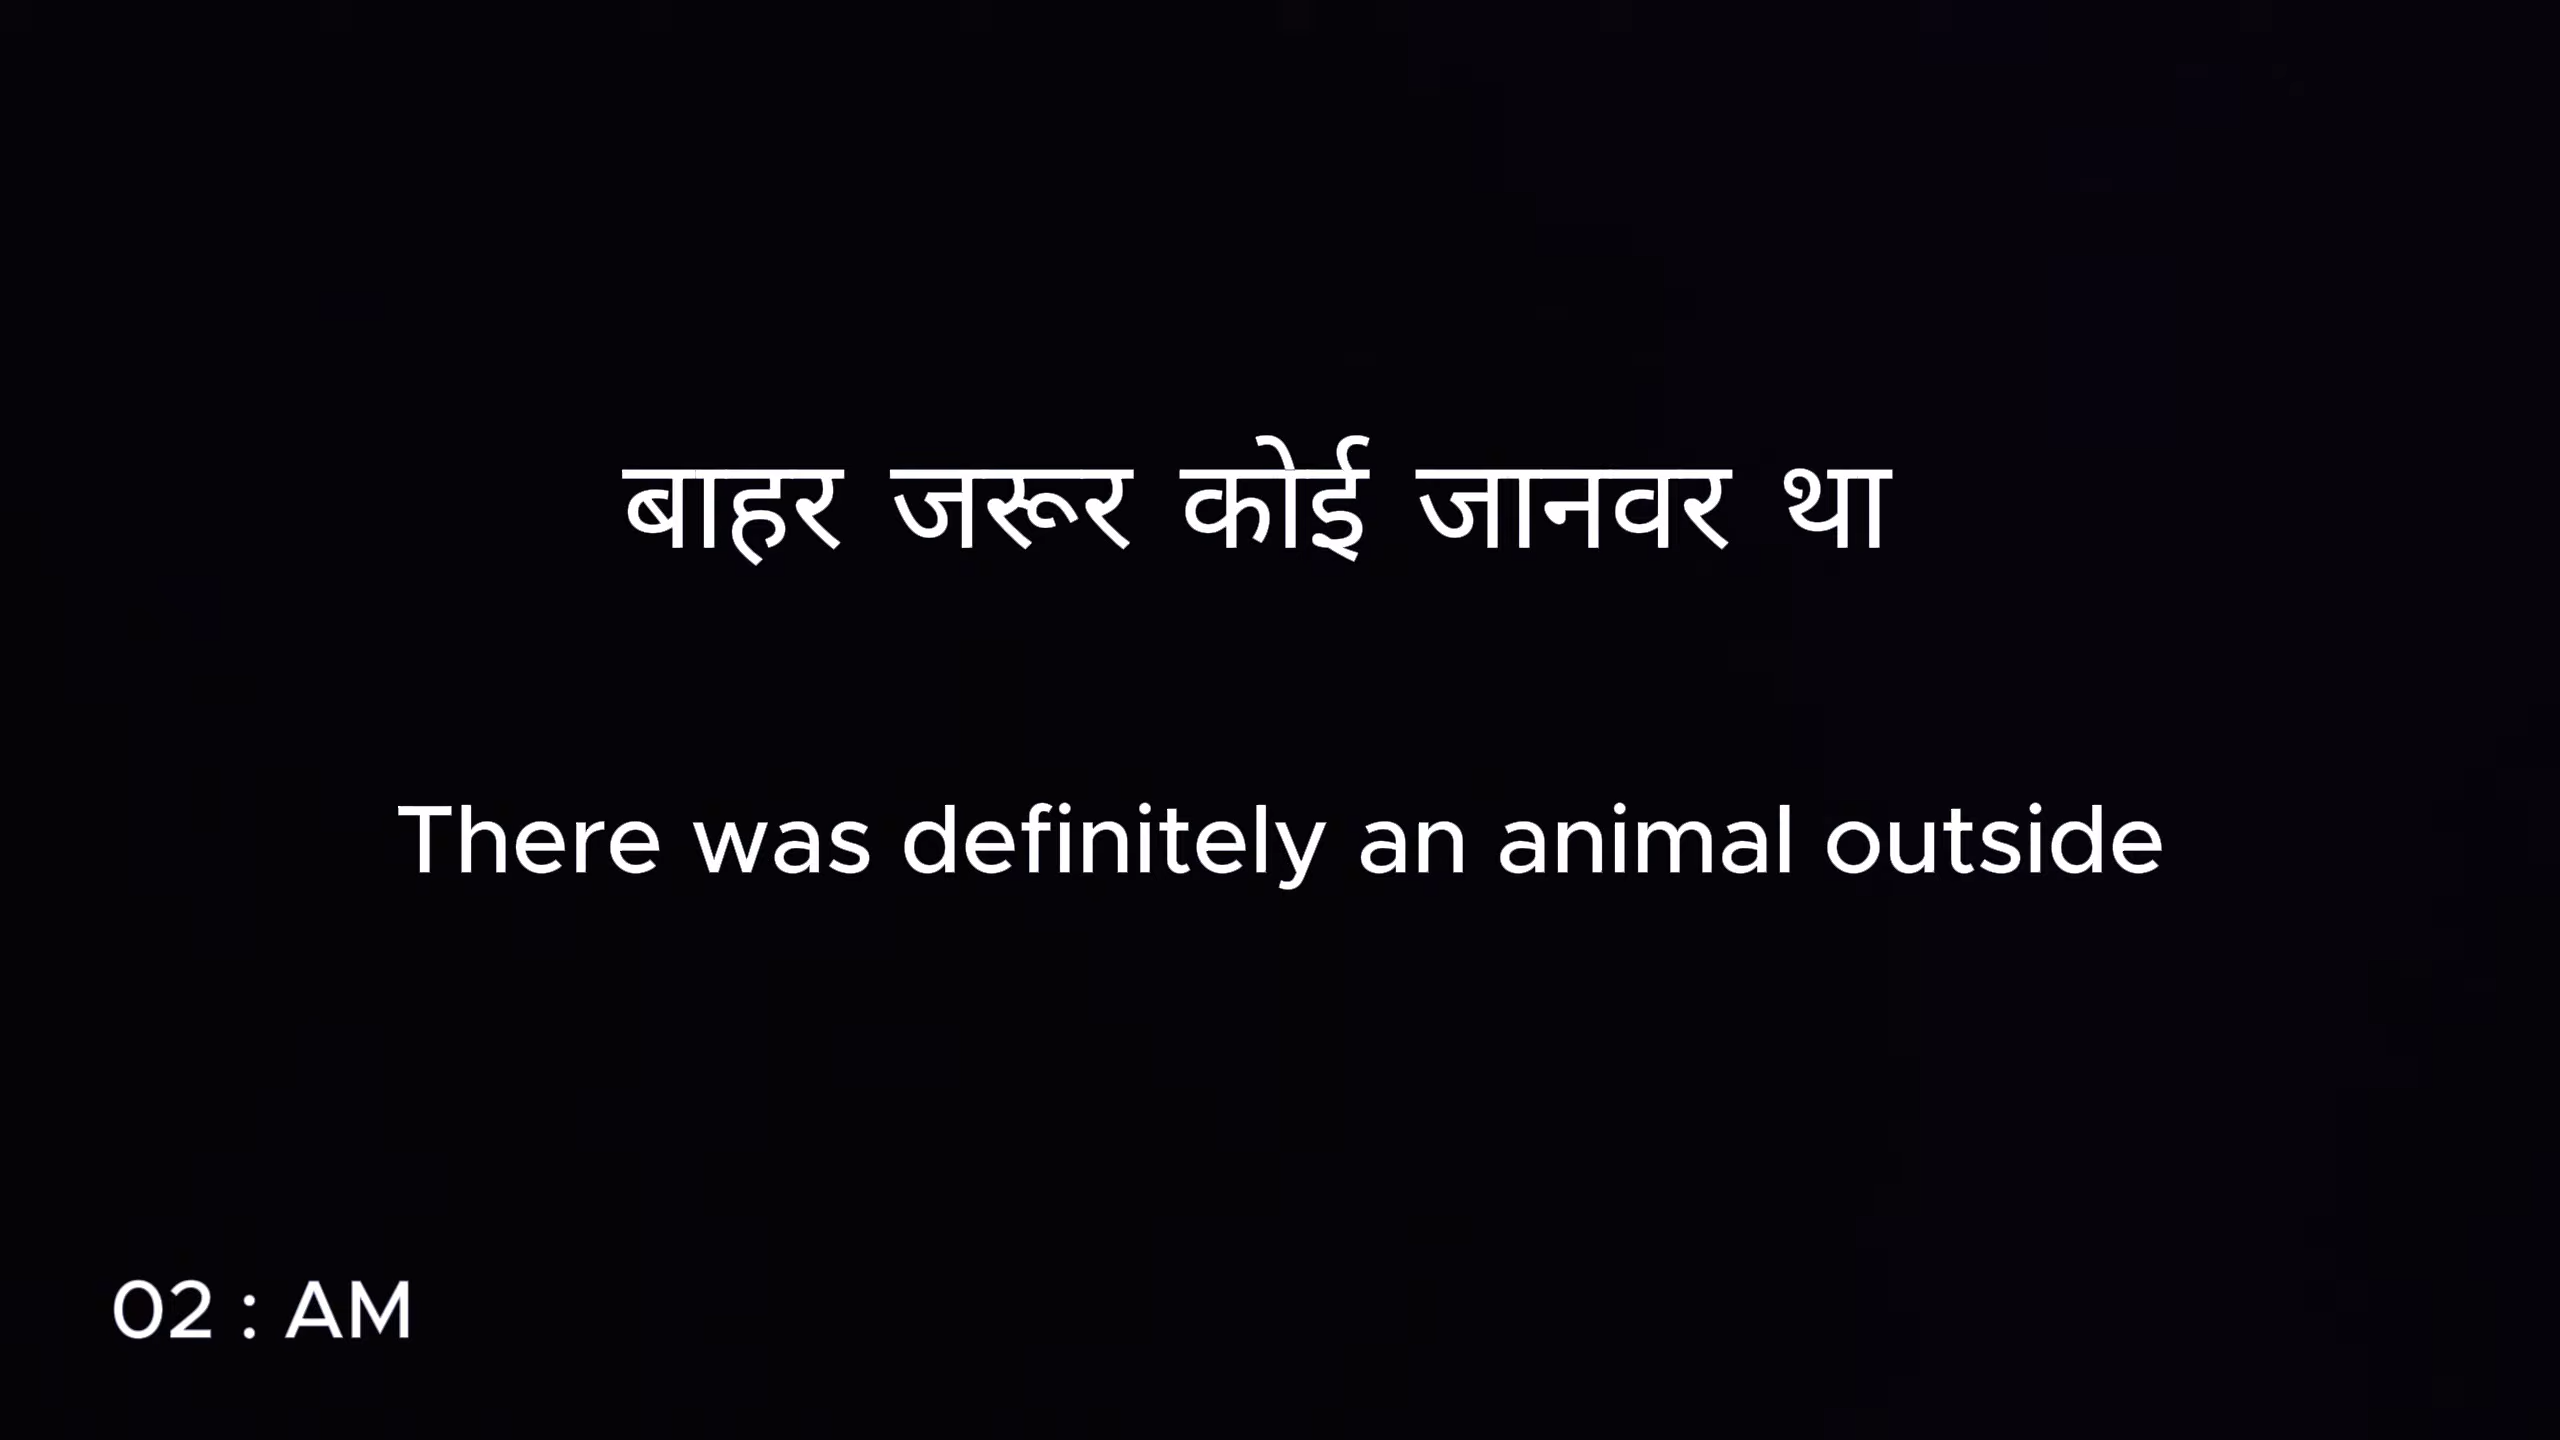 बाहर जरूर कोई जानवर था
There was definitely an animal outside
02 : AM